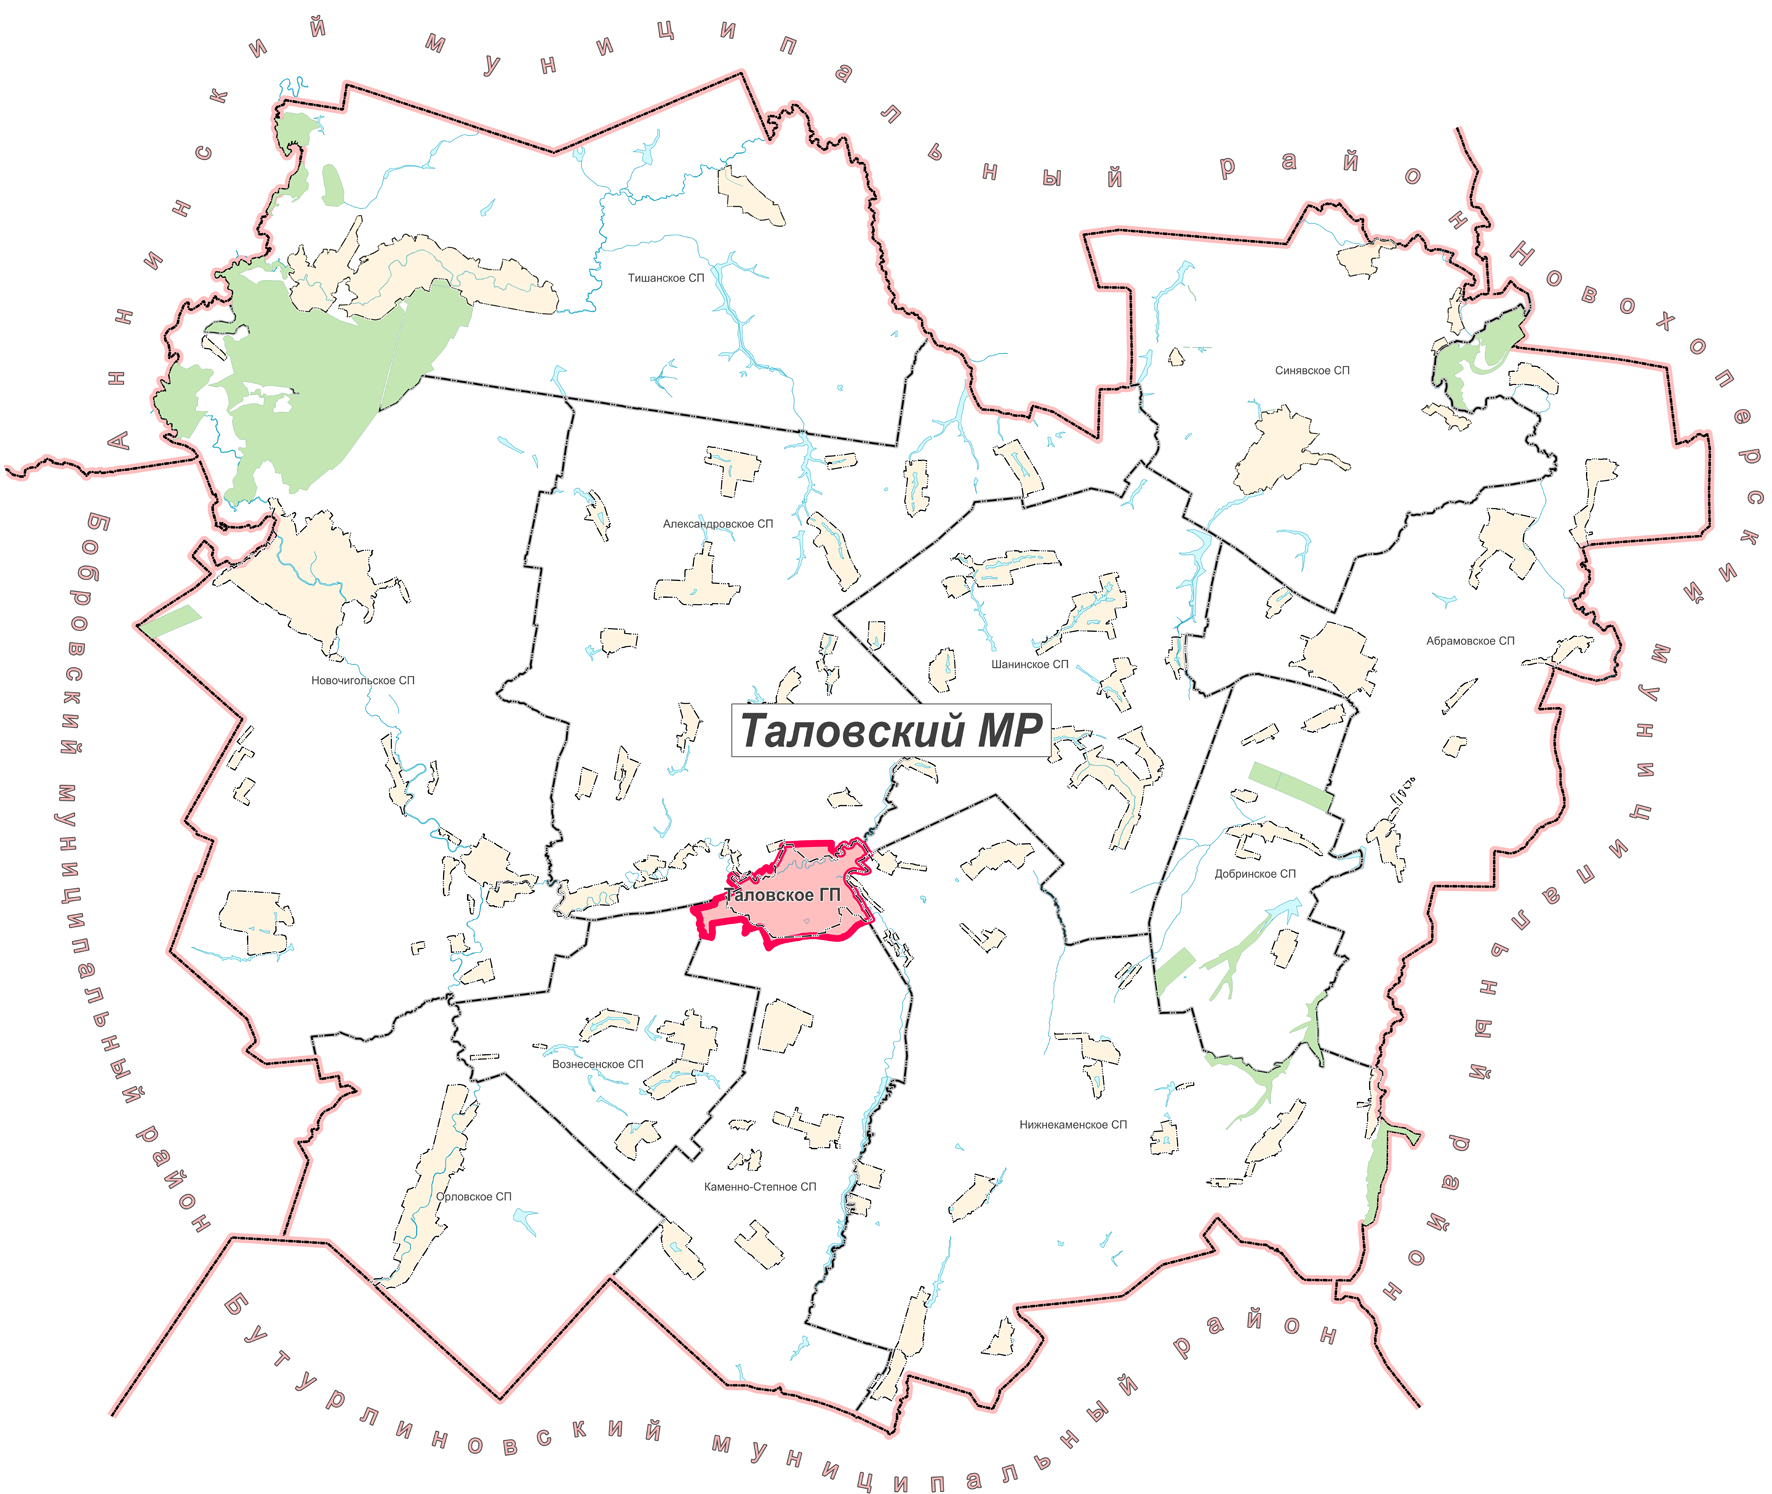 Аннинский муниципальный район
Новохоперский муниципальный район
Тишанское СП
Синявское СП
Александровское СП
Абрамовское СП
Шанинское СП
Новочигольское СП
Таловский МР
Добринское СП
Таловское ГП
Вознесенское СП
Нижнекаменское СП
Каменно-Степное СП
Орловское СП
Бобровский муниципальный район
Бутурлиновский муниципальный район